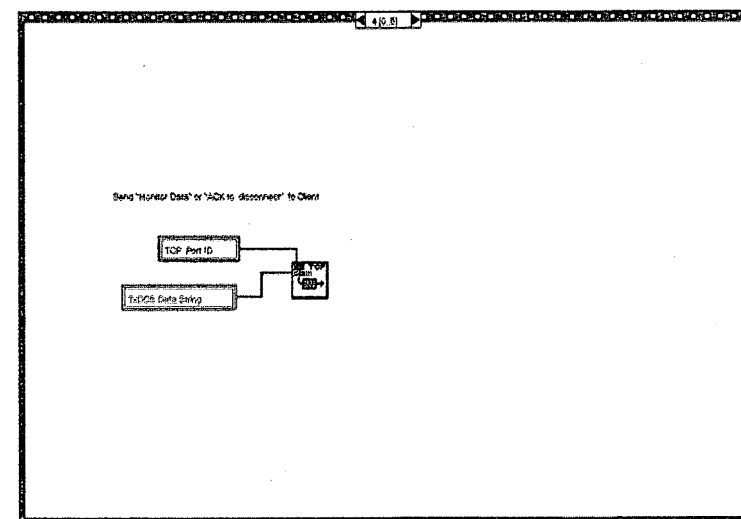 4 [0..5]
Send "Monitor Data" or "ACK to disconnect" to Client
TCP Port ID
TCP
TxDCS Data String